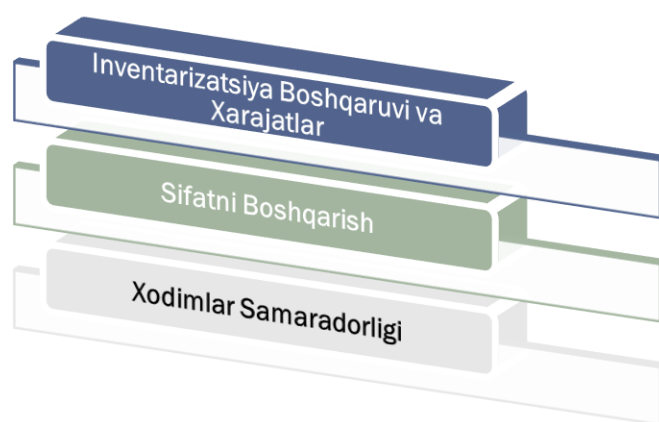 Inventarizatsiya Boshqaruvi va
Xarajatlar
Sifatni Boshqarish
Xodimlar Samaradorligi